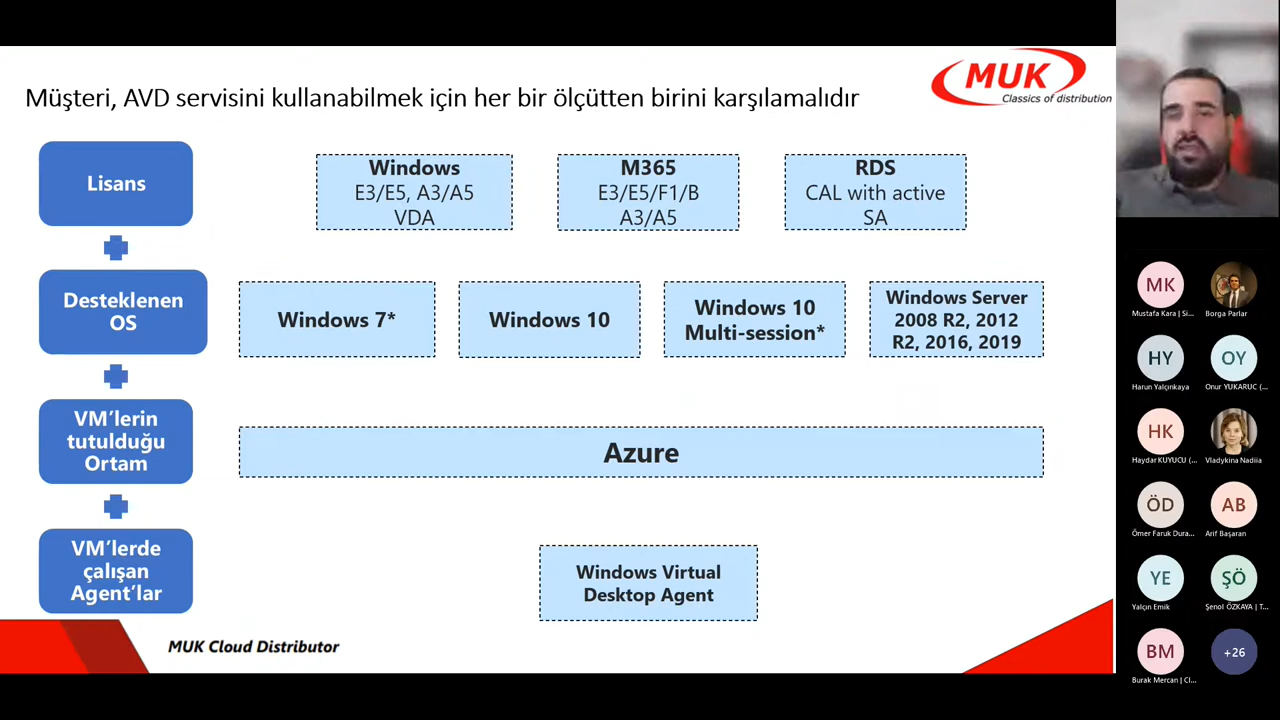 Müşteri, AVD servisini kullanabilmek için her bir ölçütten birini karşılamalıdır
MUK
Classics of distribution
Lisans
Windows
E3/E5, A3/A5
VDA
M365
E3/E5/F1/B
A3/A5
RDS
CAL with active
SA
Desteklenen
OS
Windows 7*
Windows 10
Windows 10
Multi-session*
Windows Server
2008 R2, 2012
R2, 2016, 2019
VM’lerin
tutulduğu
Ortam
Azure
VM’lerde
çalışan
Agent’lar
Windows Virtual
Desktop Agent
MUK Cloud Distributor
MK
Mustafa Kara | Si...
Borga Parlar
HY
Harun Yalçınkaya
OY
Onur YUKARUC (...
HK
Haydar KUYUCU (...
Vladykina Nadiia
ÖD
Ömer Faruk Dura...
AB
Arif Başaran
YE
Yalçın Emik
ŞÖ
Şenol ÖZKAYA | T...
BM
Burak Mercan | Cl...
+26